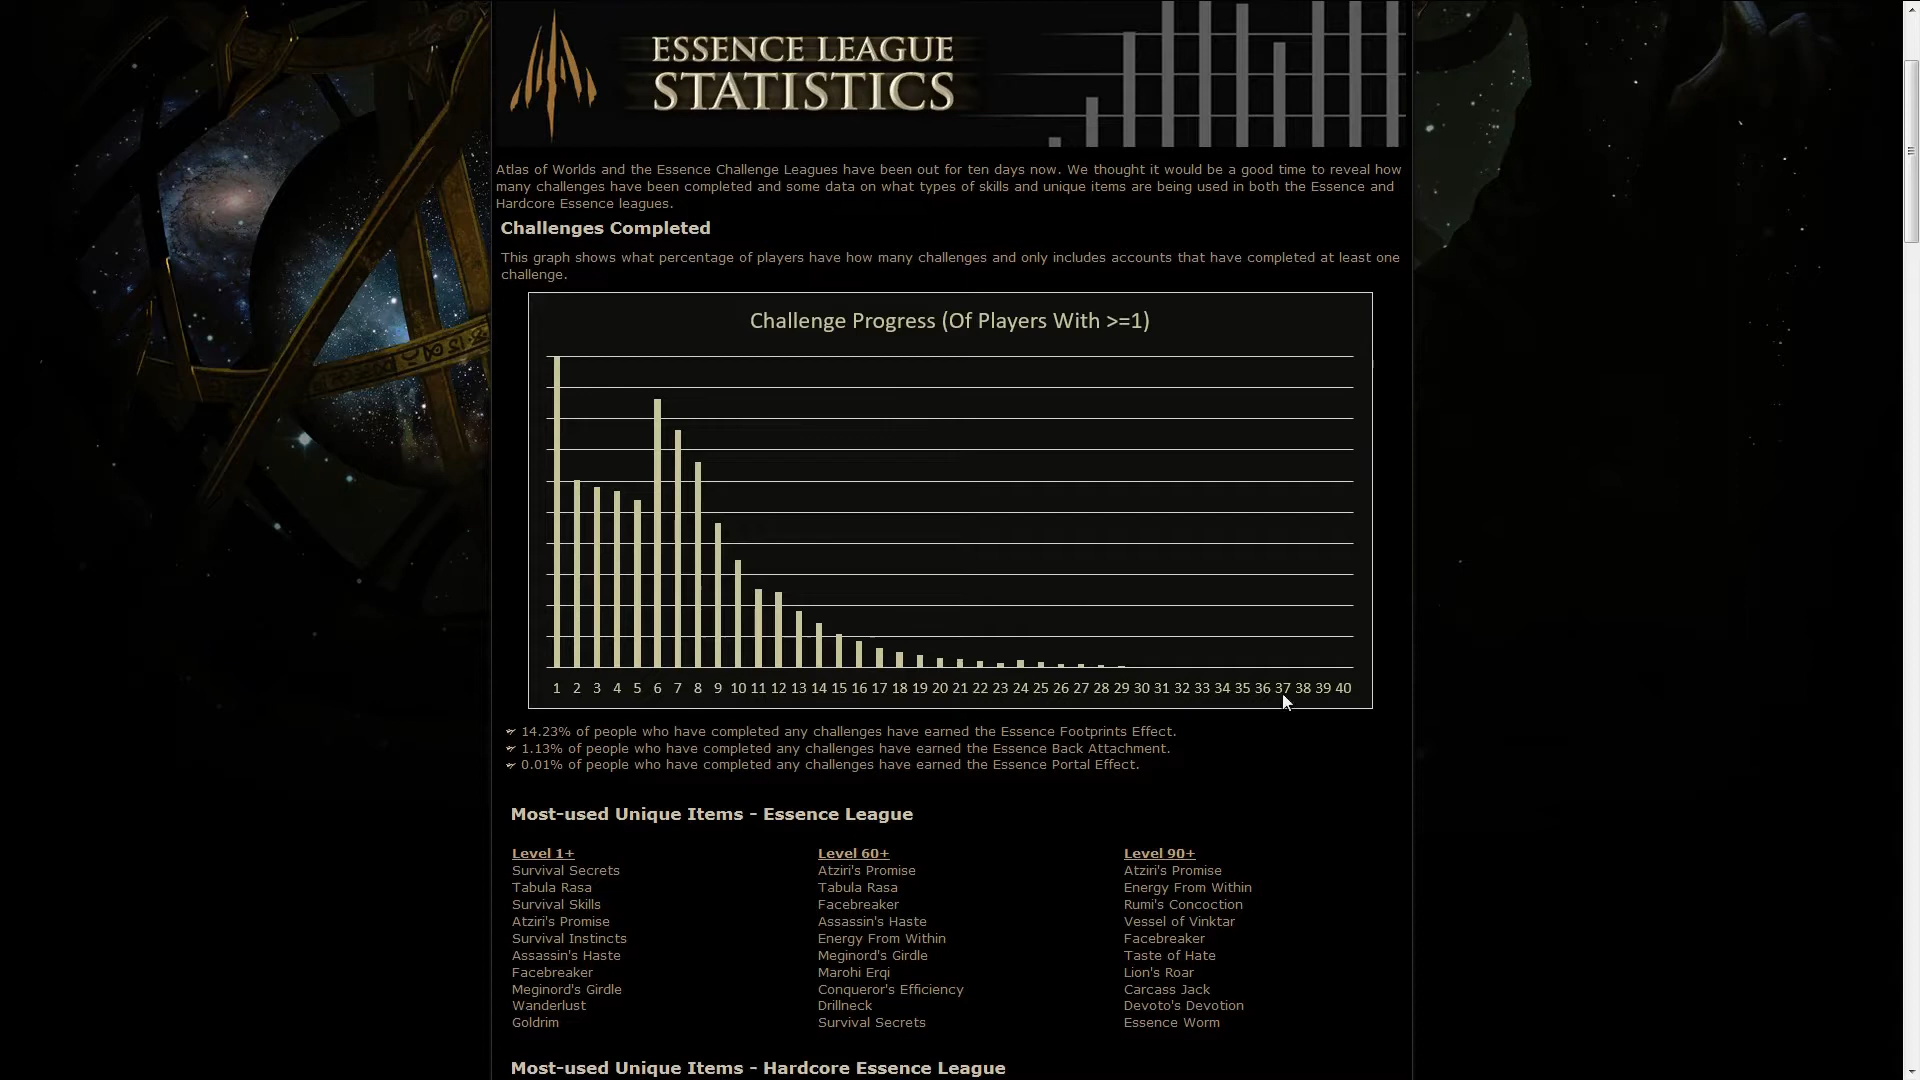 ESSENCE LEAGUE
STATISTICS
Atlas of Worlds and the Essence Challenge Leagues have been out for ten days now. We thought it would be a good time to reveal how
many challenges have been completed and some data on what types of skills and unique items are being used in both the Essence and
Hardcore Essence leagues.
Challenges Completed
This graph shows what percentage of players have how many challenges and only includes accounts that have completed at least one
challenge.
Challenge Progress (Of Players With >=1)
1 2 3 4 5 6 7 8 9 10 11 12 13 14 15 16 17 18 19 20 21 22 23 24 25 26 27 28 29 30 31 32 33 34 35 36 37 38 39 40
14.23% of people who have completed any challenges have earned the Essence Footprints Effect.
1.13% of people who have completed any challenges have earned the Essence Back Attachment.
0.01% of people who have completed any challenges have earned the Essence Portal Effect.
Most-used Unique Items - Essence League
Level 1+
Survival Secrets
Tabula Rasa
Survival Skills
Atziri's Promise
Survival Instincts
Assassin's Haste
Facebreaker
Meginord's Girdle
Wanderlust
Goldrim
Level 60+
Atziri's Promise
Tabula Rasa
Facebreaker
Assassin's Haste
Energy From Within
Meginord's Girdle
Marohi Erqi
Conqueror's Efficiency
Drillneck
Survival Secrets
Level 90+
Atziri's Promise
Energy From Within
Rumi's Concoction
Vessel of Vinktar
Facebreaker
Taste of Hate
Lion's Roar
Carcass Jack
Devoto's Devotion
Essence Worm
Most-used Unique Items - Hardcore Essence League